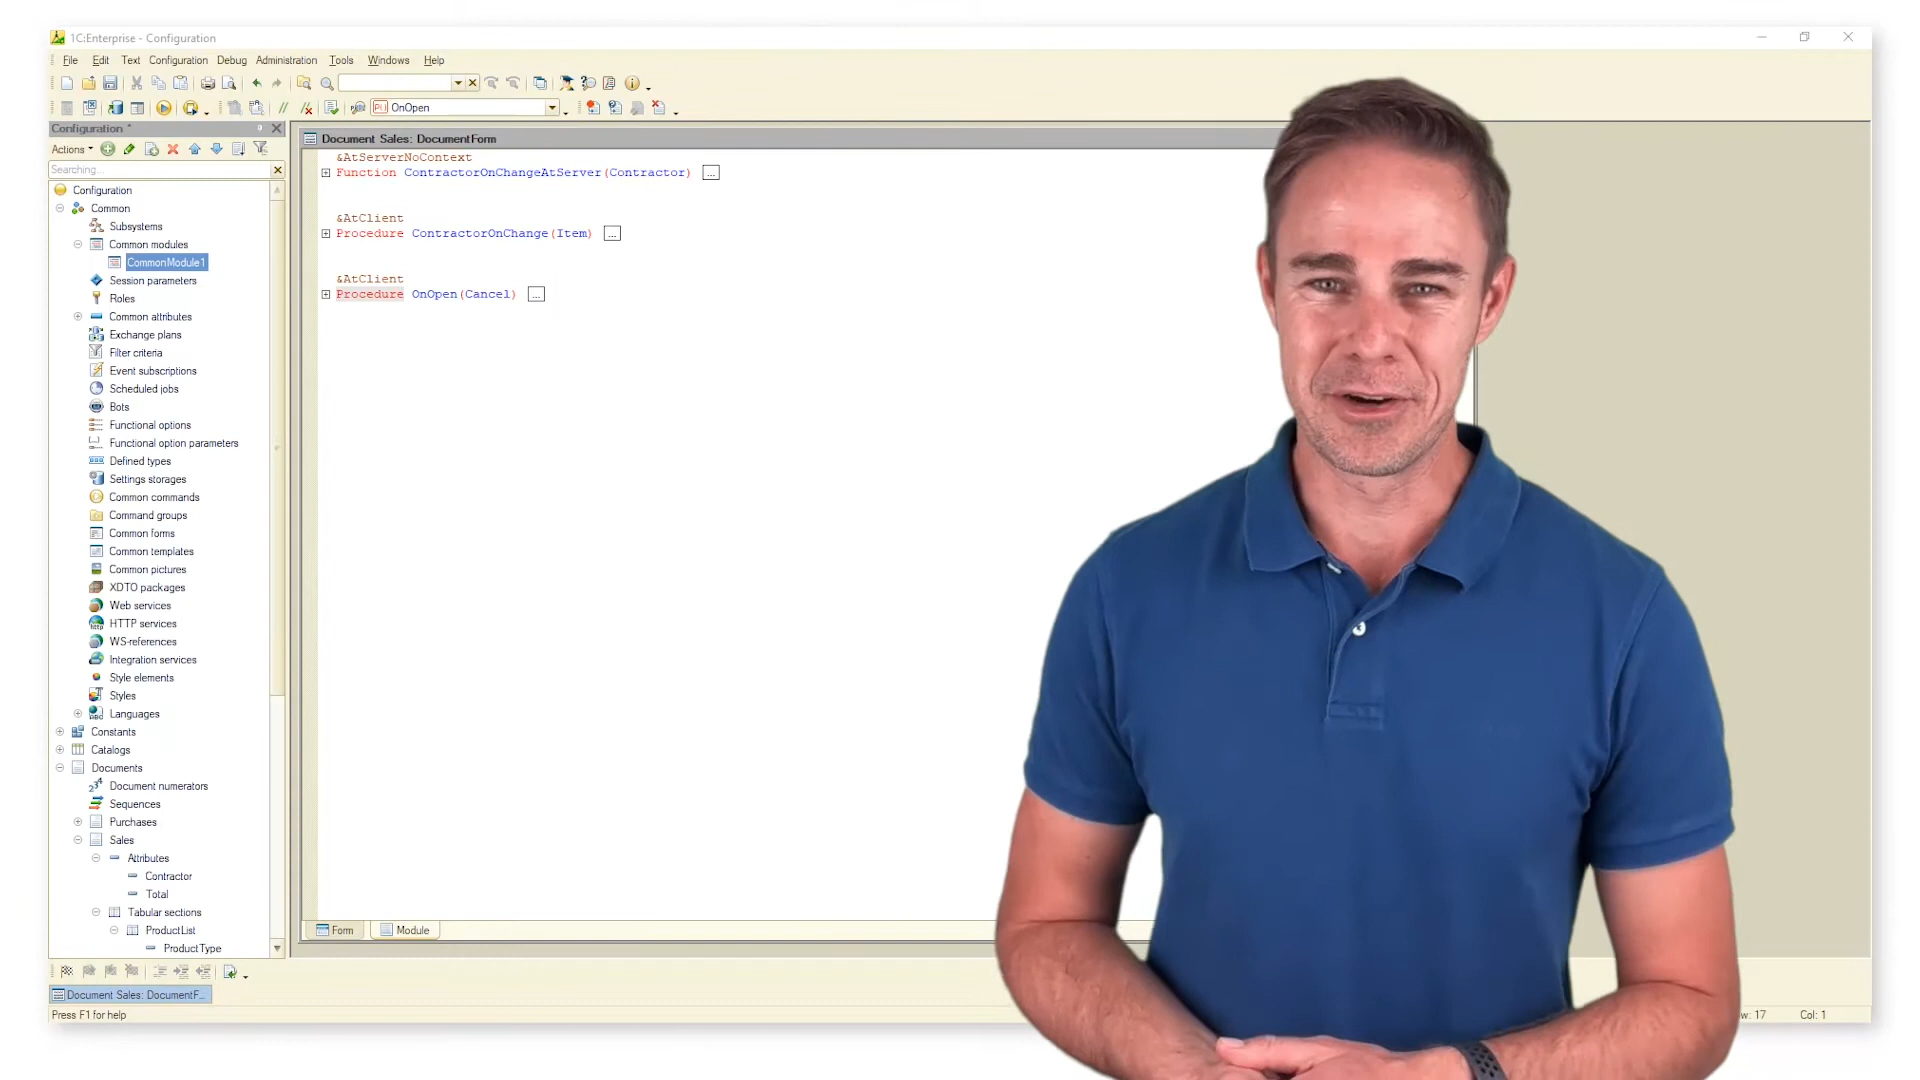 1C:Enterprise - Configuration
File Edit Text Configuration Debug Administration Tools Windows Help
OnOpen
Configuration *
Actions
Searching...
Configuration
Common
Subsystems
Common modules
CommonModule1
Session parameters
Roles
Common attributes
Exchange plans
Filter criteria
Event subscriptions
Scheduled jobs
Bots
Functional options
Functional option parameters
Defined types
Settings storages
Common commands
Command groups
Common forms
Common templates
Common pictures
XDTO packages
Web services
HTTP services
WS-references
Integration services
Style elements
Styles
Languages
Constants
Catalogs
Documents
Document numerators
Sequences
Purchases
Sales
Attributes
Contractor
Total
Tabular sections
ProductList
ProductType
Document Sales: DocumentForm
&AtServerNoContext
Function ContractorOnChangeAtServer(Contractor) ...
&AtClient
Procedure ContractorOnChange(Item) ...
&AtClient
Procedure OnOpen(Cancel) ...
Form Module
Document Sales: DocumentF...
Press F1 for help
ow: 17 Col: 1